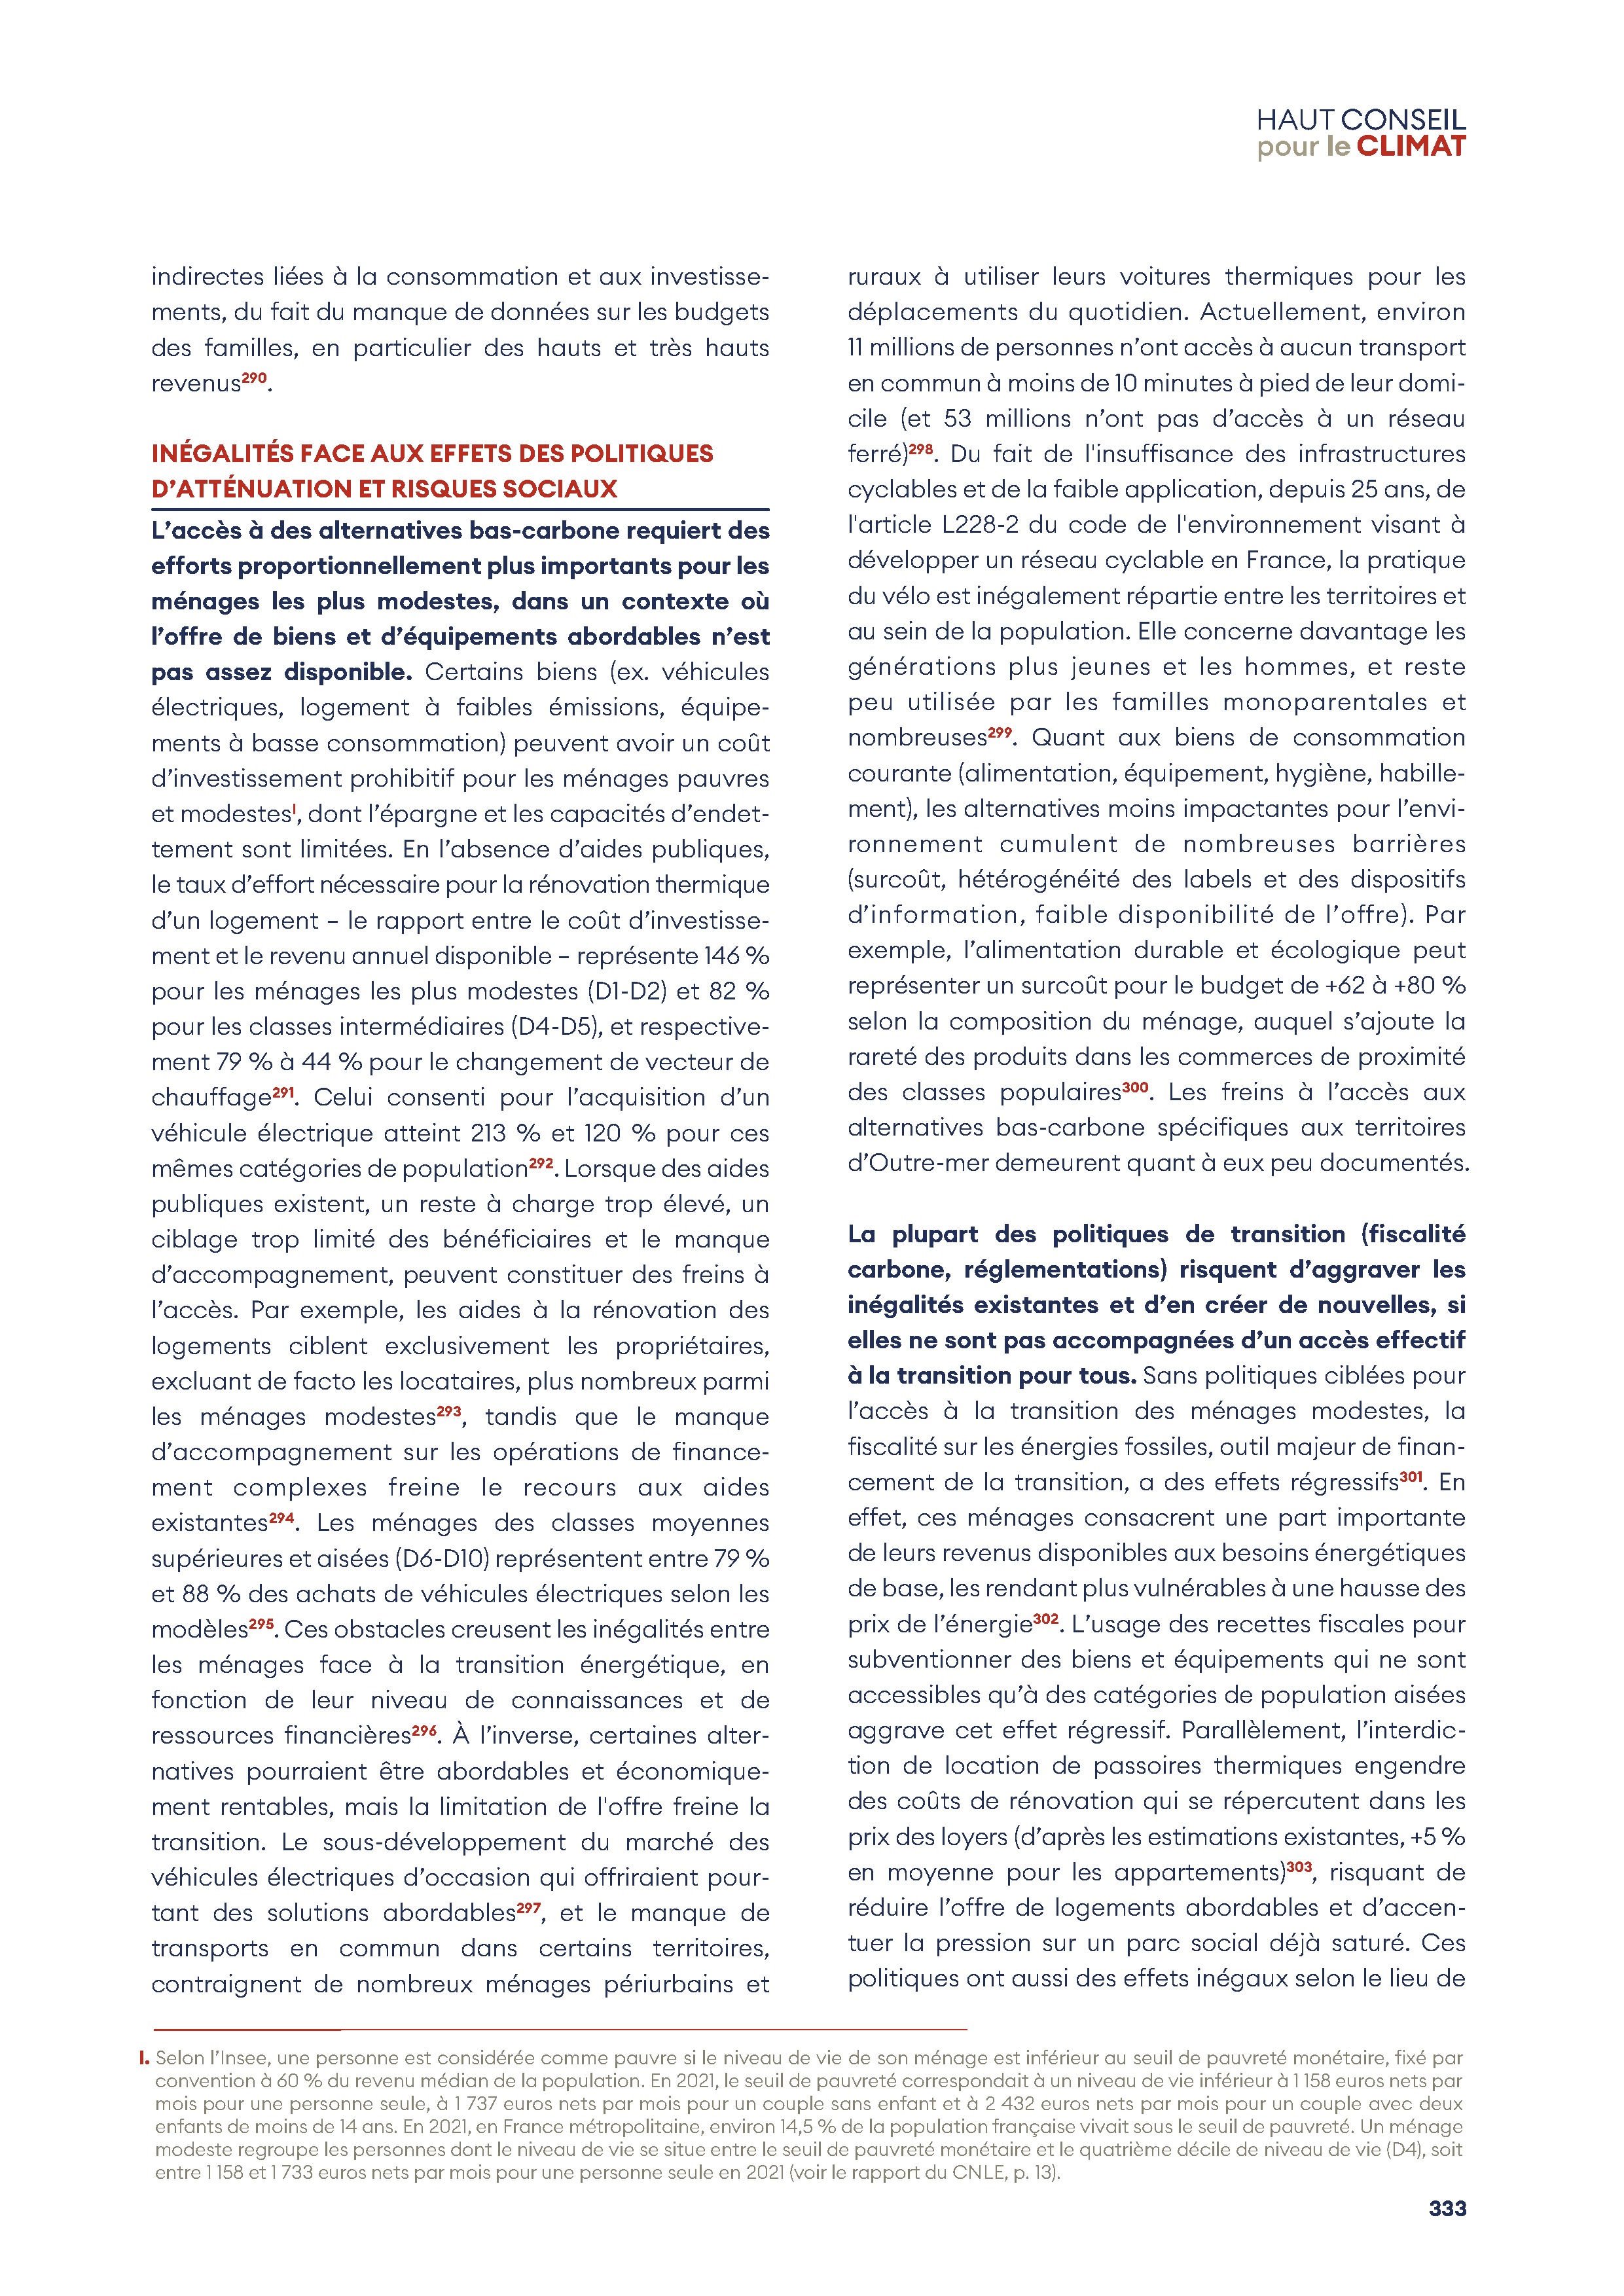 HAUT CONSEIL
pour le CLIMAT
indirectes liées à la consommation et aux investisse-
ments, du fait du manque de données sur les budgets
des familles, en particulier des hauts et très hauts
revenus290.
INÉGALITÉS FACE AUX EFFETS DES POLITIQUES
D’ATTÉNUATION ET RISQUES SOCIAUX
L’accès à des alternatives bas-carbone requiert des
efforts proportionnellement plus importants pour les
ménages les plus modestes, dans un contexte où
l’offre de biens et d’équipements abordables n’est
pas assez disponible. Certains biens (ex. véhicules
électriques, logement à faibles émissions, équipe-
ments à basse consommation) peuvent avoir un coût
d’investissement prohibitif pour les ménages pauvres
et modestesI, dont l’épargne et les capacités d’endet-
tement sont limitées. En l’absence d’aides publiques,
le taux d’effort nécessaire pour la rénovation thermique
d’un logement – le rapport entre le coût d’investisse-
ment et le revenu annuel disponible – représente 146 %
pour les ménages les plus modestes (D1-D2) et 82 %
pour les classes intermédiaires (D4-D5), et respective-
ment 79 % à 44 % pour le changement de vecteur de
chauffage291. Celui consenti pour l’acquisition d’un
véhicule électrique atteint 213 % et 120 % pour ces
mêmes catégories de population292. Lorsque des aides
publiques existent, un reste à charge trop élevé, un
ciblage trop limité des bénéficiaires et le manque
d’accompagnement, peuvent constituer des freins à
l’accès. Par exemple, les aides à la rénovation des
logements ciblent exclusivement les propriétaires,
excluant de facto les locataires, plus nombreux parmi
les ménages modestes293, tandis que le manque
d’accompagnement sur les opérations de finance-
ment complexes freine le recours aux aides
existantes294. Les ménages des classes moyennes
supérieures et aisées (D6-D10) représentent entre 79 %
et 88 % des achats de véhicules électriques selon les
modèles295. Ces obstacles creusent les inégalités entre
les ménages face à la transition énergétique, en
fonction de leur niveau de connaissances et de
ressources financières296. À l’inverse, certaines alter-
natives pourraient être abordables et économique-
ment rentables, mais la limitation de l'offre freine la
transition. Le sous-développement du marché des
véhicules électriques d’occasion qui offriraient pour-
tant des solutions abordables297, et le manque de
transports en commun dans certains territoires,
contraignent de nombreux ménages périurbains et
ruraux à utiliser leurs voitures thermiques pour les
déplacements du quotidien. Actuellement, environ
11 millions de personnes n’ont accès à aucun transport
en commun à moins de 10 minutes à pied de leur domi-
cile (et 53 millions n’ont pas d’accès à un réseau
ferré)298. Du fait de l'insuffisance des infrastructures
cyclables et de la faible application, depuis 25 ans, de
l'article L228-2 du code de l'environnement visant à
développer un réseau cyclable en France, la pratique
du vélo est inégalement répartie entre les territoires et
au sein de la population. Elle concerne davantage les
générations plus jeunes et les hommes, et reste
peu utilisée par les familles monoparentales et
nombreuses299. Quant aux biens de consommation
courante (alimentation, équipement, hygiène, habille-
ment), les alternatives moins impactantes pour l’envi-
ronnement cumulent de nombreuses barrières
(surcoût, hétérogénéité des labels et des dispositifs
d’information, faible disponibilité de l’offre). Par
exemple, l’alimentation durable et écologique peut
représenter un surcoût pour le budget de +62 à +80 %
selon la composition du ménage, auquel s’ajoute la
rareté des produits dans les commerces de proximité
des classes populaires300. Les freins à l’accès aux
alternatives bas-carbone spécifiques aux territoires
d’Outre-mer demeurent quant à eux peu documentés.
La plupart des politiques de transition (fiscalité
carbone, réglementations) risquent d’aggraver les
inégalités existantes et d’en créer de nouvelles, si
elles ne sont pas accompagnées d’un accès effectif
à la transition pour tous. Sans politiques ciblées pour
l’accès à la transition des ménages modestes, la
fiscalité sur les énergies fossiles, outil majeur de finan-
cement de la transition, a des effets régressifs301. En
effet, ces ménages consacrent une part importante
de leurs revenus disponibles aux besoins énergétiques
de base, les rendant plus vulnérables à une hausse des
prix de l’énergie302. L’usage des recettes fiscales pour
subventionner des biens et équipements qui ne sont
accessibles qu’à des catégories de population aisées
aggrave cet effet régressif. Parallèlement, l’interdic-
tion de location de passoires thermiques engendre
des coûts de rénovation qui se répercutent dans les
prix des loyers (d’après les estimations existantes, +5 %
en moyenne pour les appartements)303, risquant de
réduire l’offre de logements abordables et d’accen-
tuer la pression sur un parc social déjà saturé. Ces
politiques ont aussi des effets inégaux selon le lieu de
I. Selon l’Insee, une personne est considérée comme pauvre si le niveau de vie de son ménage est inférieur au seuil de pauvreté monétaire, fixé par
convention à 60 % du revenu médian de la population. En 2021, le seuil de pauvreté correspondait à un niveau de vie inférieur à 1 158 euros nets par
mois pour une personne seule, à 1 737 euros nets par mois pour un couple sans enfant et à 2 432 euros nets par mois pour un couple avec deux
enfants de moins de 14 ans. En 2021, en France métropolitaine, environ 14,5 % de la population française vivait sous le seuil de pauvreté. Un ménage
modeste regroupe les personnes dont le niveau de vie se situe entre le seuil de pauvreté monétaire et le quatrième décile de niveau de vie (D4), soit
entre 1 158 et 1 733 euros nets par mois pour une personne seule en 2021 (voir le rapport du CNLE, p. 13).
333